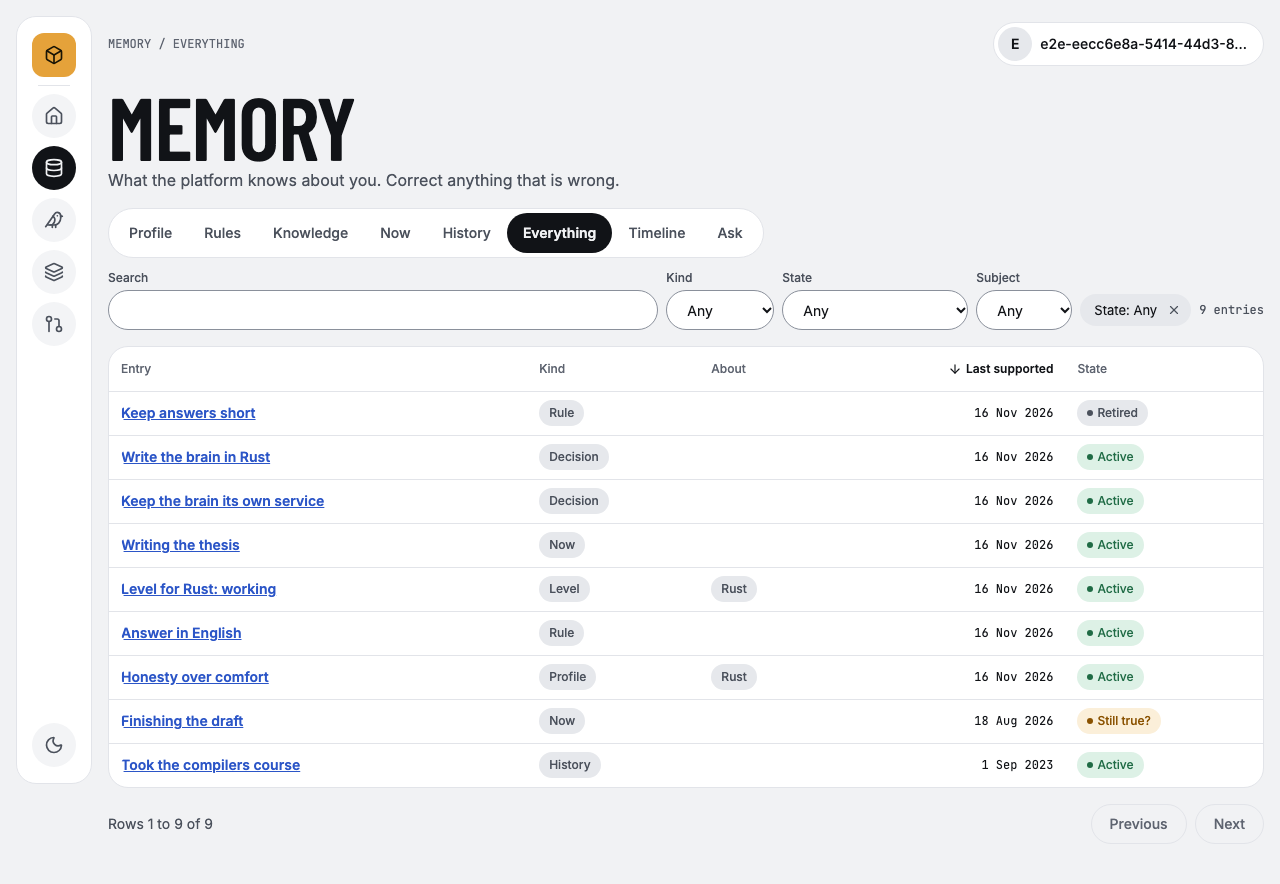 MEMORY / EVERYTHING
E e2e-eecc6e8a-5414-44d3-8...
MEMORY
What the platform knows about you. Correct anything that is wrong.
Profile Rules Knowledge Now History Everything Timeline Ask
Search Kind State Subject
Any Any Any State: Any 9 entries
Entry Kind About Last supported State
Keep answers short Rule 16 Nov 2026 Retired
Write the brain in Rust Decision 16 Nov 2026 Active
Keep the brain its own service Decision 16 Nov 2026 Active
Writing the thesis Now 16 Nov 2026 Active
Level for Rust: working Level Rust 16 Nov 2026 Active
Answer in English Rule 16 Nov 2026 Active
Honesty over comfort Profile Rust 16 Nov 2026 Active
Finishing the draft Now 18 Aug 2026 Still true?
Took the compilers course History 1 Sep 2023 Active
Rows 1 to 9 of 9 Previous Next